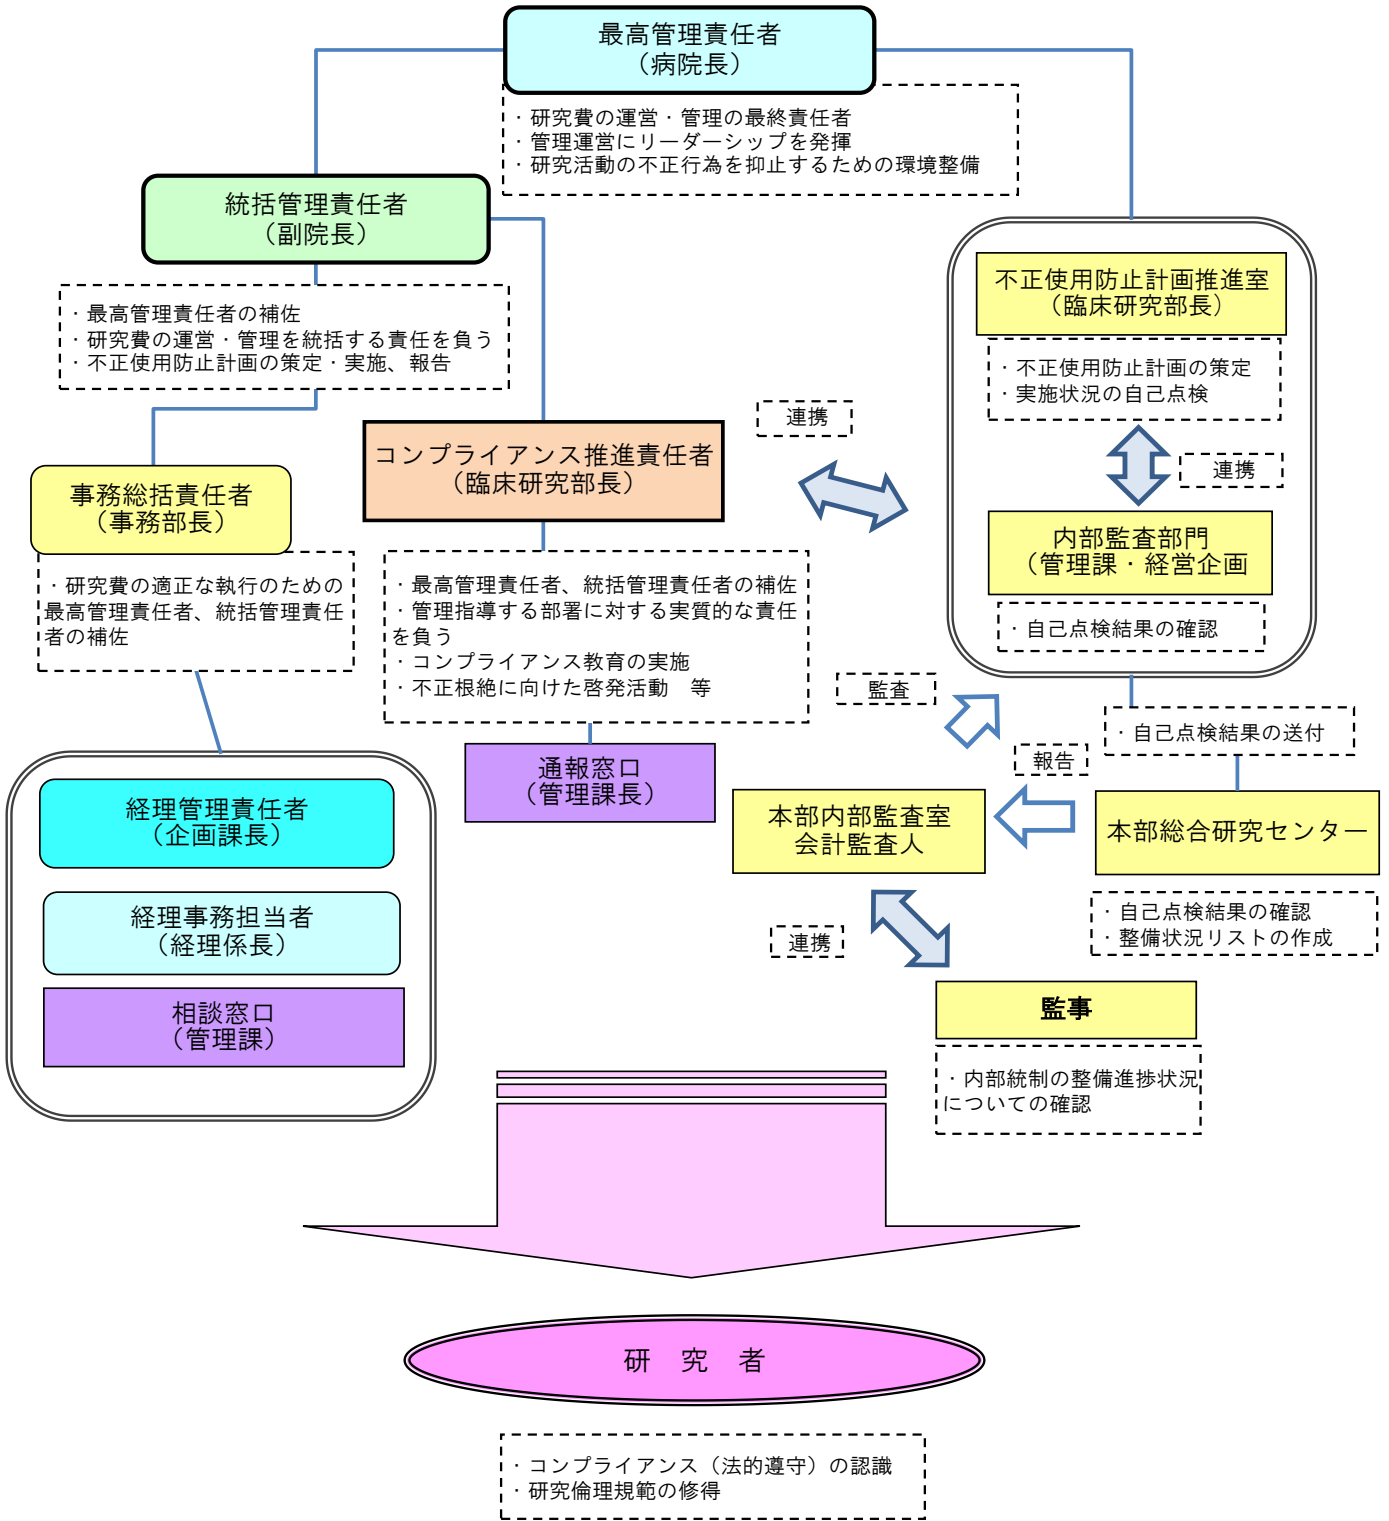 最高管理責任者
（病院長）
・研究費の運営・管理の最終責任者
・管理運営にリーダーシップを発揮
・研究活動の不正行為を抑止するための環境整備
統括管理責任者
（副院長）
・最高管理責任者の補佐
・研究費の運営・管理を統括する責任を負う
・不正使用防止計画の策定・実施、報告
不正使用防止計画推進室
（臨床研究部長）
・不正使用防止計画の策定
・実施状況の自己点検
連携
連携
コンプライアンス推進責任者
（臨床研究部長）
事務総括責任者
（事務部長）
内部監査部門
（管理課・経営企画
・自己点検結果の確認
・研究費の適正な執行のための
最高管理責任者、統括管理責任
者の補佐
・最高管理責任者、統括管理責任者の補佐
・管理指導する部署に対する実質的な責任
を負う
・コンプライアンス教育の実施
・不正根絶に向けた啓発活動　等
監査
・自己点検結果の送付
報告
通報窓口
（管理課長）
経理管理責任者
（企画課長）
本部内部監査室
会計監査人
本部総合研究センター
・自己点検結果の確認
・整備状況リストの作成
経理事務担当者
（経理係長）
連携
相談窓口
（管理課）
監事
・内部統制の整備進捗状況
についての確認
研　究　者
・コンプライアンス（法的遵守）の認識
・研究倫理規範の修得